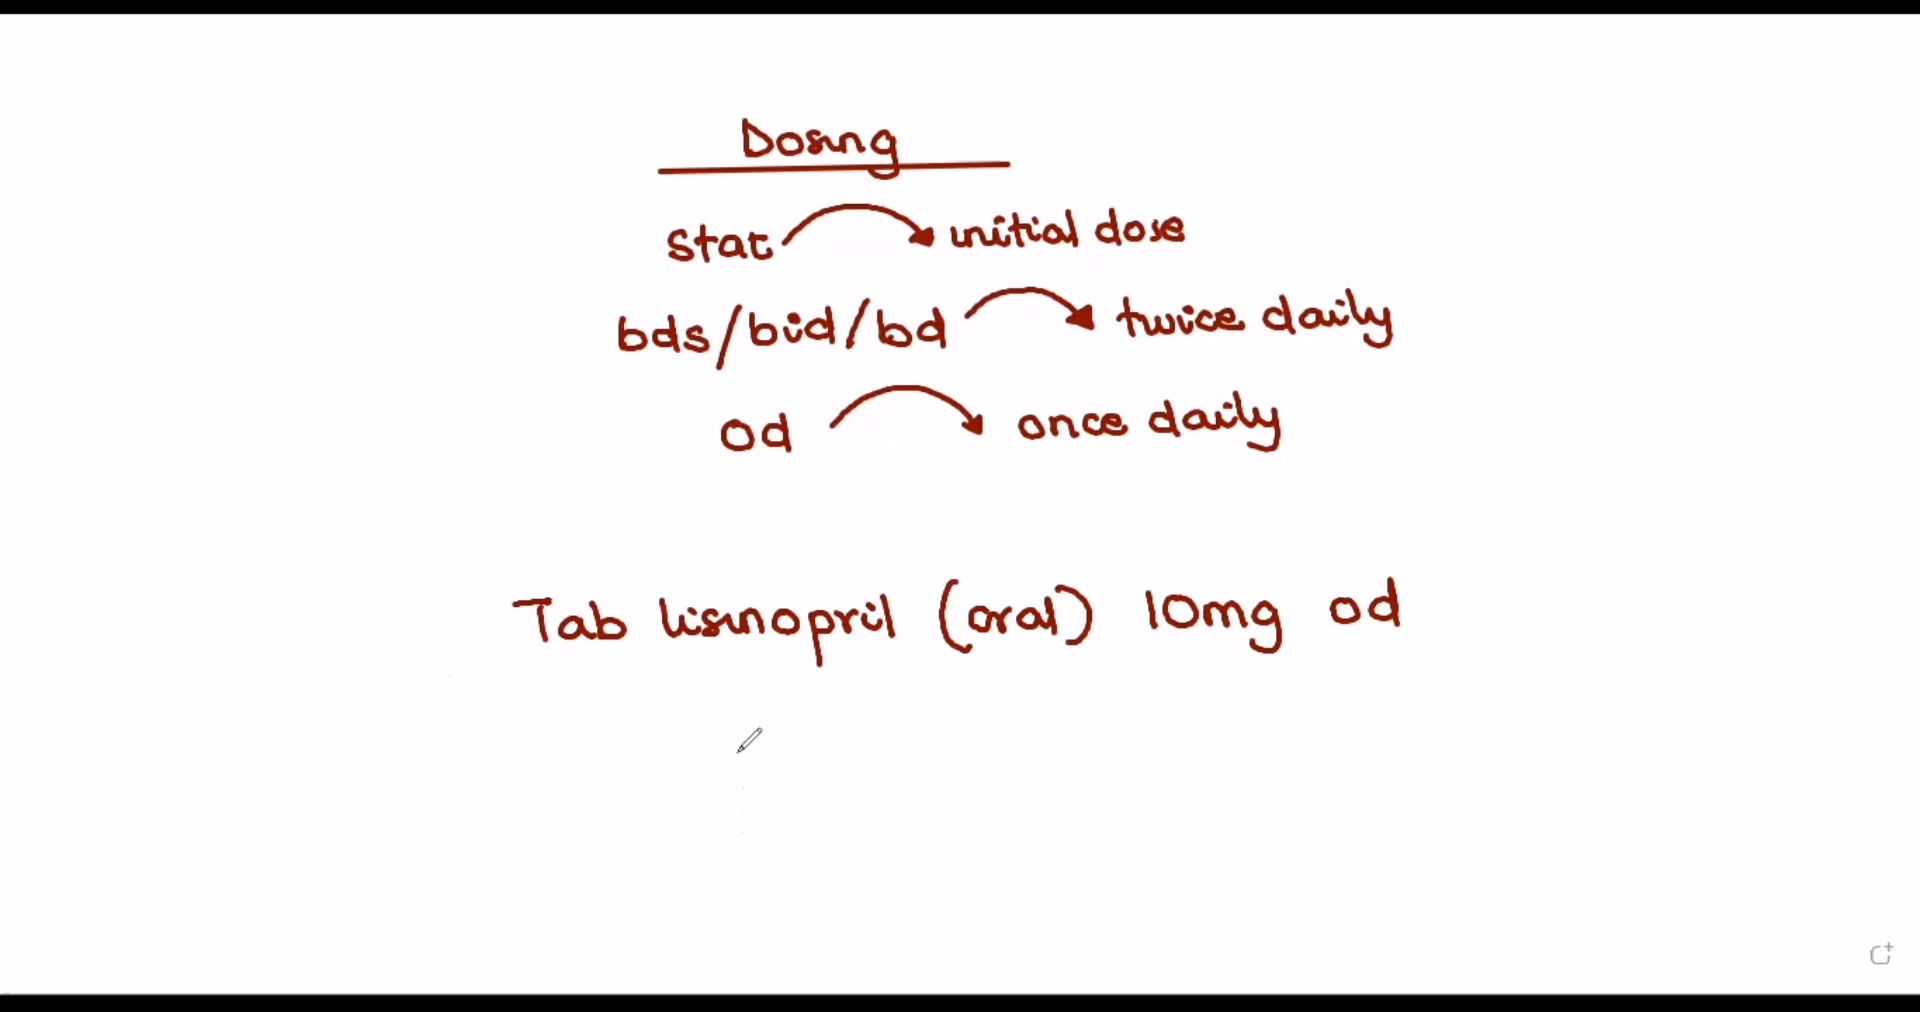 Dosing
stat → initial dose
bds/bid/bd → twice daily
od → once daily
Tab lisinopril (oral) 10mg od